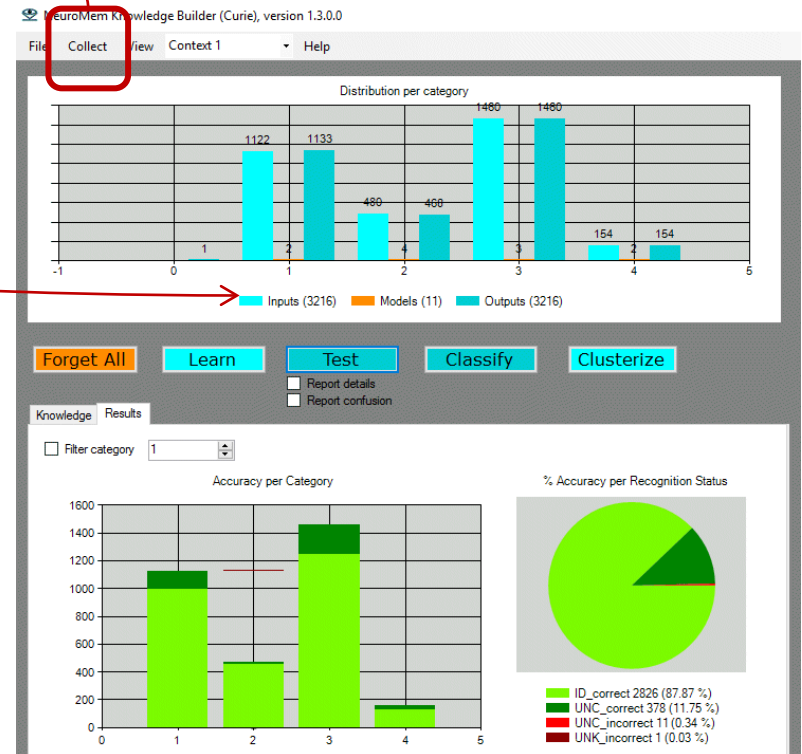 NeuroMem Knowledge Builder (Curie), version 1.3.0.0
File Collect View Context 1 Help
Distribution per category
1460 1460
1122 1133
480 468
154 154
1 2 4 3 2
-1 0 1 2 3 4 5
Inputs (3216) Models (11) Outputs (3216)
Forget All Learn Test Classify Clusterize
Report details
Report confusion
Knowledge Results
Filter category 1
Accuracy per Category % Accuracy per Recognition Status
1600
1400
1200
1000
800
600
400
200
0
0 1 2 3 4 5
ID_correct 2826 (87.87 %)
UNC_correct 378 (11.75 %)
UNC_incorrect 11 (0.34 %)
UNK_incorrect 1 (0.03 %)